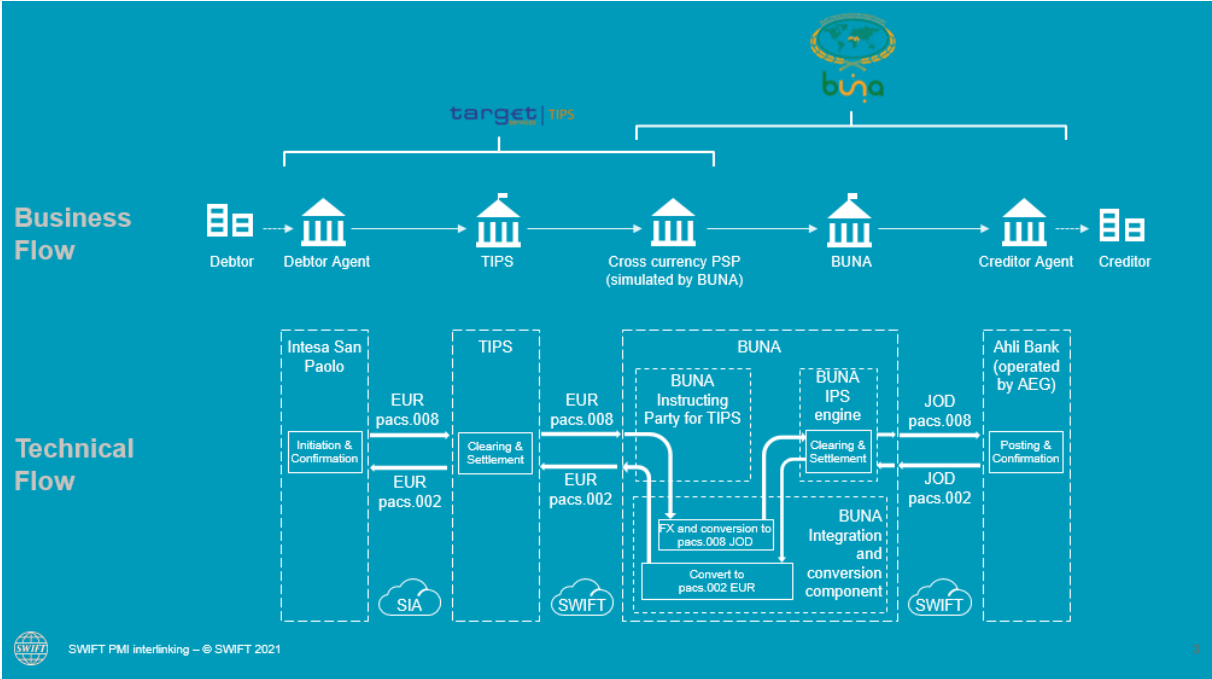 buna
target | TIPS
services
Business
Flow
Debtor
Debtor Agent
TIPS
Cross currency PSP
(simulated by BUNA)
BUNA
Creditor Agent
Creditor
Technical
Flow
Intesa San
Paolo
Initiation &
Confirmation
EUR
pacs.008
EUR
pacs.002
SIA
TIPS
Clearing &
Settlement
EUR
pacs.008
EUR
pacs.002
SWIFT
BUNA
BUNA
Instructing
Party for TIPS
BUNA
IPS
engine
Clearing &
Settlement
FX and conversion to
pacs.008 JOD
Convert to
pacs.002 EUR
BUNA
Integration
and
conversion
component
JOD
pacs.008
JOD
pacs.002
SWIFT
Ahli Bank
(operated
by AEG)
Posting &
Confirmation
SWIFT
SWIFT PMI interlinking – © SWIFT 2021